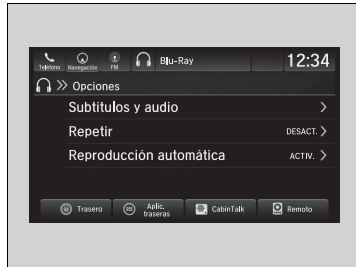 Teléfono Navegación FM Blu-Ray 12:34
Opciones
Subtítulos y audio
Repetir DESACT.
Reproducción automática ACTIV.
Trasero Aplic. traseras CabinTalk Remoto